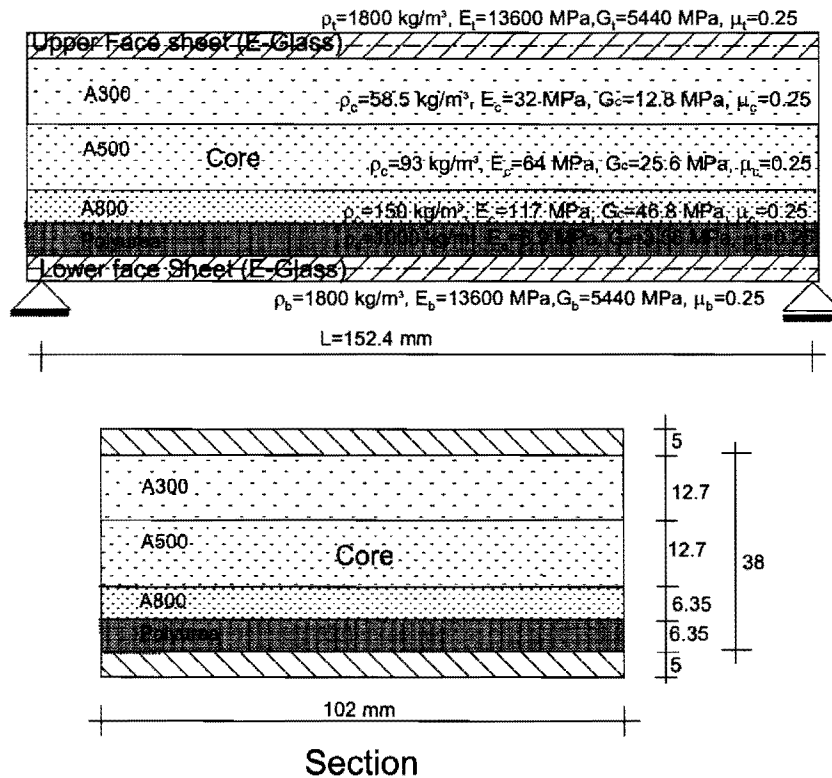 ρt=1800 kg/m³, Et=13600 MPa,Gt=5440 MPa, μt=0.25
Upper Face sheet (E-Glass)
A300
ρc=58.5 kg/m³, Ec=32 MPa, Gc=12.8 MPa, μc=0.25
A500
Core
ρc=93 kg/m³, Ec=64 MPa, Gc=25.6 MPa, μc=0.25
A800
ρc=150 kg/m³, Ec=117 MPa, Gc=46.8 MPa, μc=0.25
Polyurea
Lower face Sheet (E-Glass)
ρb=1800 kg/m³, Eb=13600 MPa,Gb=5440 MPa, μb=0.25
L=152.4 mm
5
A300
12.7
A500
Core
12.7
38
A800
6.35
Polyurea
6.35
5
102 mm
Section